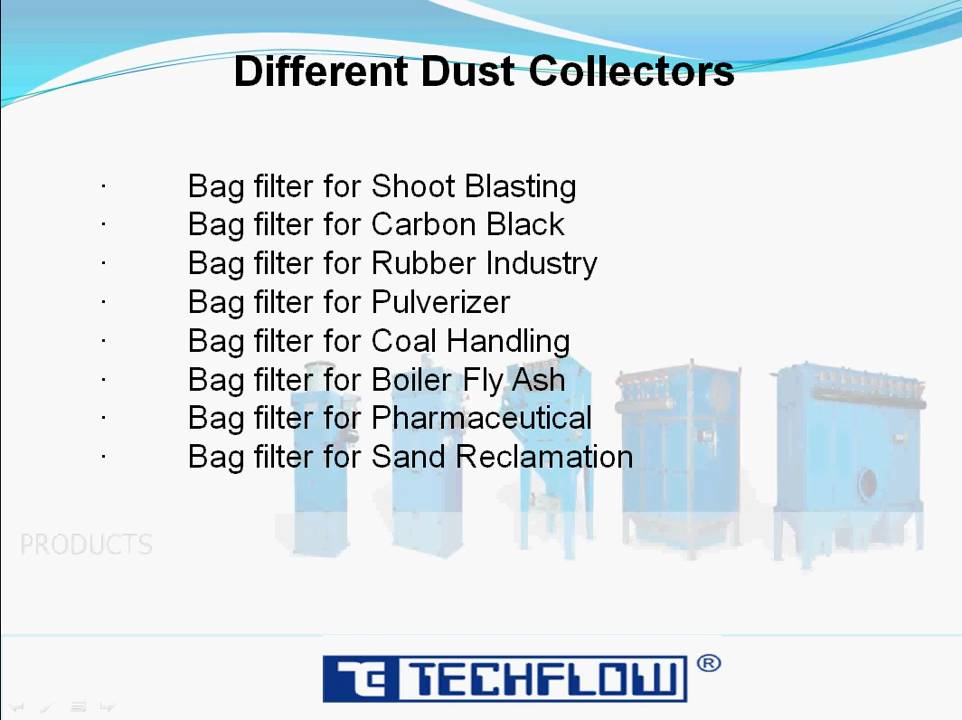 Different Dust Collectors
· Bag filter for Shoot Blasting
· Bag filter for Carbon Black
· Bag filter for Rubber Industry
· Bag filter for Pulverizer
· Bag filter for Coal Handling
· Bag filter for Boiler Fly Ash
· Bag filter for Pharmaceutical
· Bag filter for Sand Reclamation
PRODUCTS
TECHFLOW ®